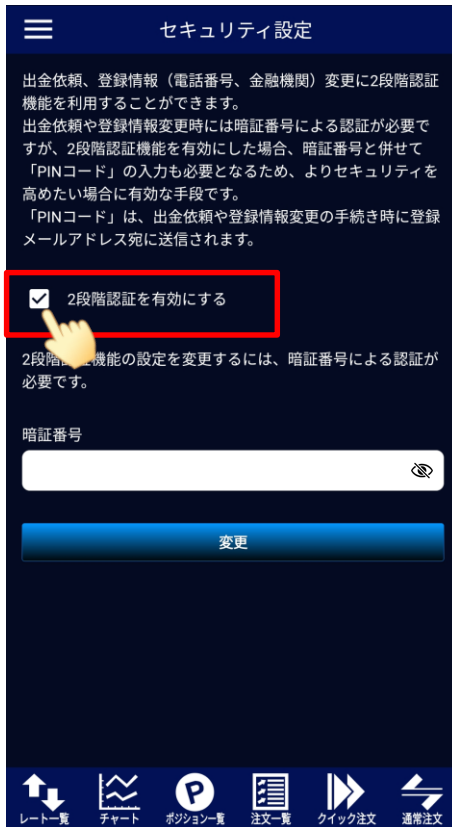 セキュリティ設定
出金依頼、登録情報（電話番号、金融機関）変更に2段階認証
機能を利用することができます。
出金依頼や登録情報変更時には暗証番号による認証が必要で
すが、2段階認証機能を有効にした場合、暗証番号と併せて
「PINコード」の入力も必要となるため、よりセキュリティを
高めたい場合に有効な手段です。
「PINコード」は、出金依頼や登録情報変更の手続き時に登録
メールアドレス宛に送信されます。
2段階認証を有効にする
2段階 機能の設定を変更するには、暗証番号による認証が
必要です。
暗証番号
変更
P
レート一覧 チャート ポジション一覧 注文一覧 クイック注文 通常注文